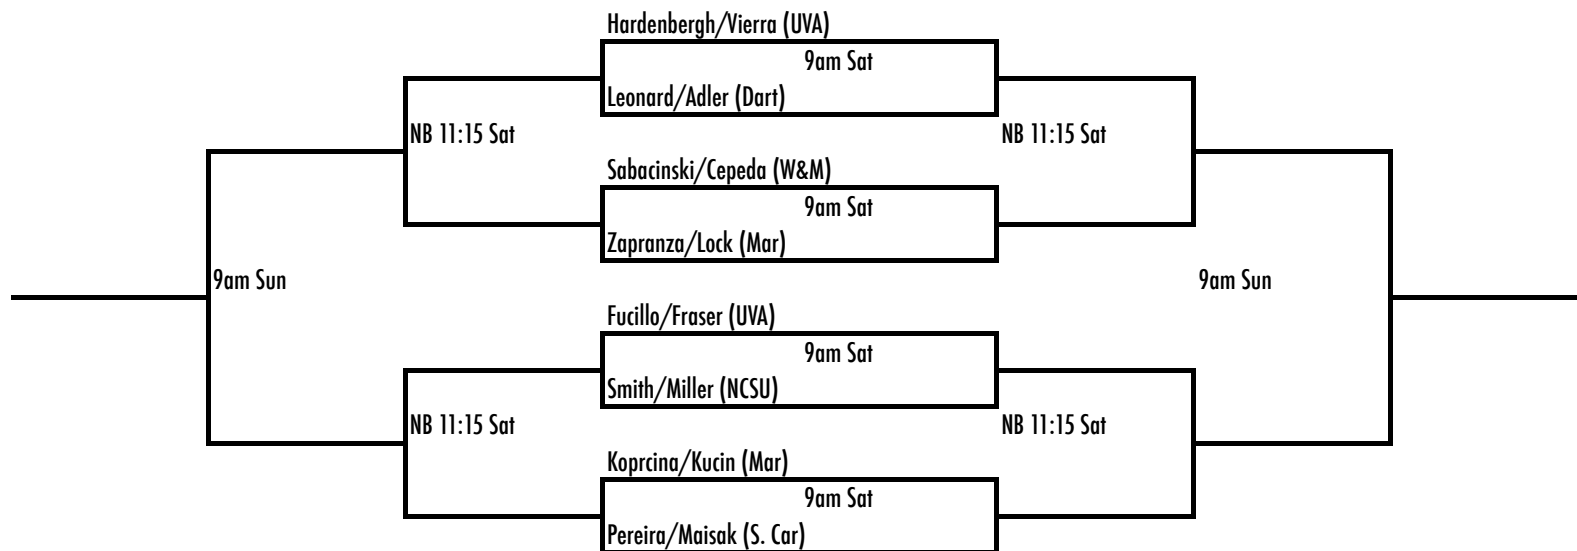 Hardenbergh/Vierra (UVA)
9am Sat
Leonard/Adler (Dart)
NB 11:15 Sat
NB 11:15 Sat
Sabacinski/Cepeda (W&M)
9am Sat
Zapranza/Lock (Mar)
9am Sun
9am Sun
Fucillo/Fraser (UVA)
9am Sat
Smith/Miller (NCSU)
NB 11:15 Sat
NB 11:15 Sat
Koprcina/Kucin (Mar)
9am Sat
Pereira/Maisak (S. Car)